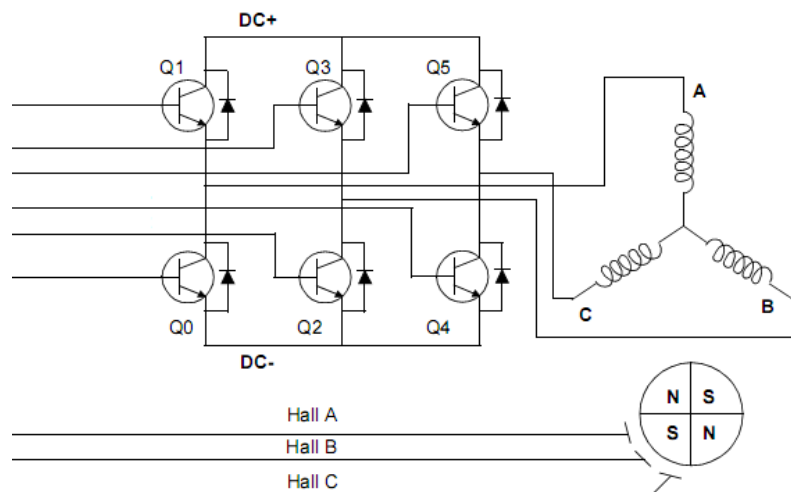 DC+
Q1 Q3 Q5
A
Q0 Q2 Q4
C B
DC-
N S
S N
Hall A
Hall B
Hall C